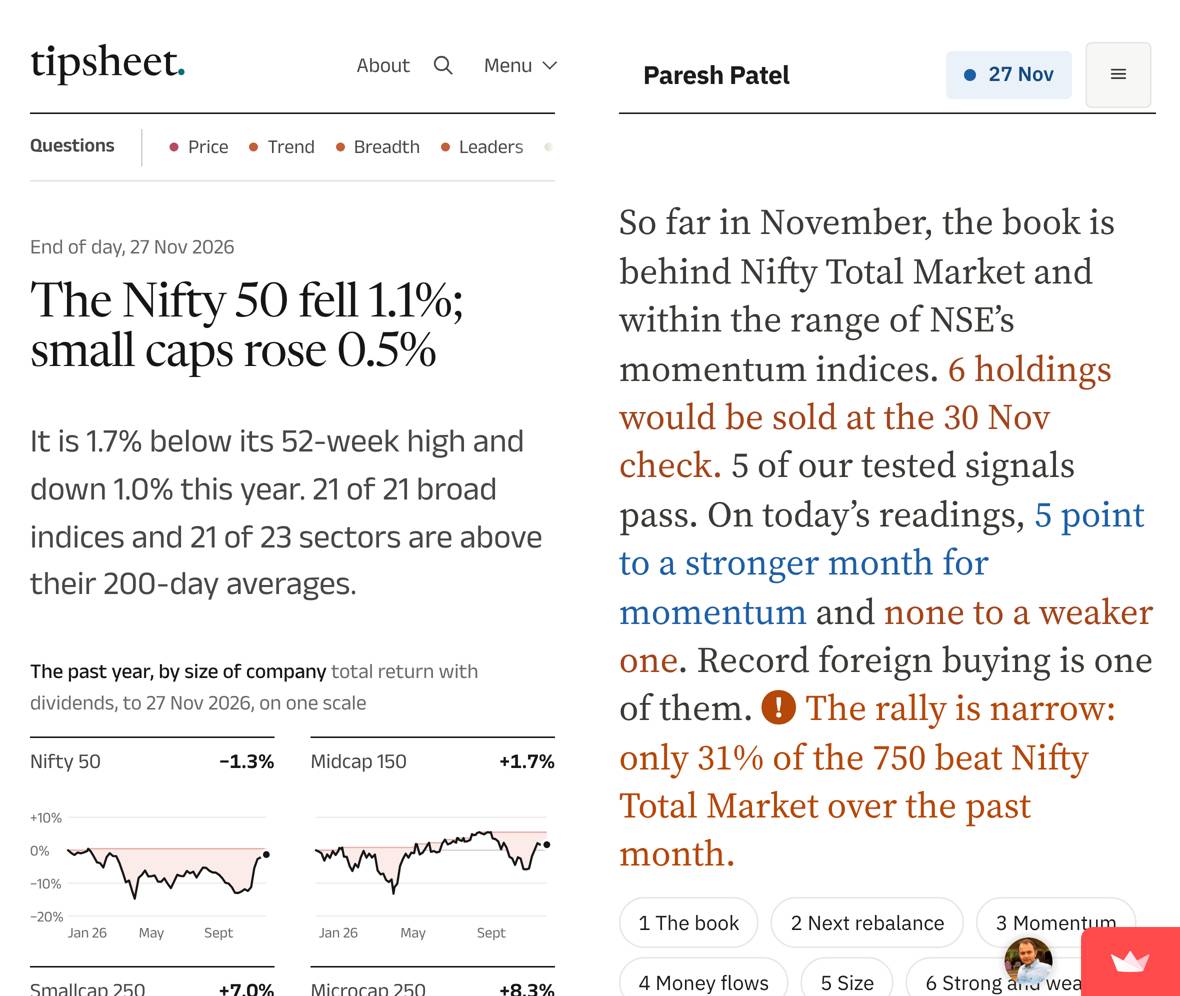 tipsheet.
About
Menu
Questions
Price
Trend
Breadth
Leaders
End of day, 27 Nov 2026
The Nifty 50 fell 1.1%;
small caps rose 0.5%
It is 1.7% below its 52-week high and
down 1.0% this year. 21 of 21 broad
indices and 21 of 23 sectors are above
their 200-day averages.
The past year, by size of company total return with
dividends, to 27 Nov 2026, on one scale
Nifty 50 −1.3%
+10%
0%
−10%
−20%
Jan 26 May Sept
Midcap 150 +1.7%
Jan 26 May Sept
Smallcap 250 +7.0%
Microcap 250 +8.3%
Paresh Patel
27 Nov
So far in November, the book is
behind Nifty Total Market and
within the range of NSE’s
momentum indices. 6 holdings
would be sold at the 30 Nov
check. 5 of our tested signals
pass. On today’s readings, 5 point
to a stronger month for
momentum and none to a weaker
one. Record foreign buying is one
of them. ! The rally is narrow:
only 31% of the 750 beat Nifty
Total Market over the past
month.
1 The book
2 Next rebalance
3 Momentum
4 Money flows
5 Size
6 Strong and